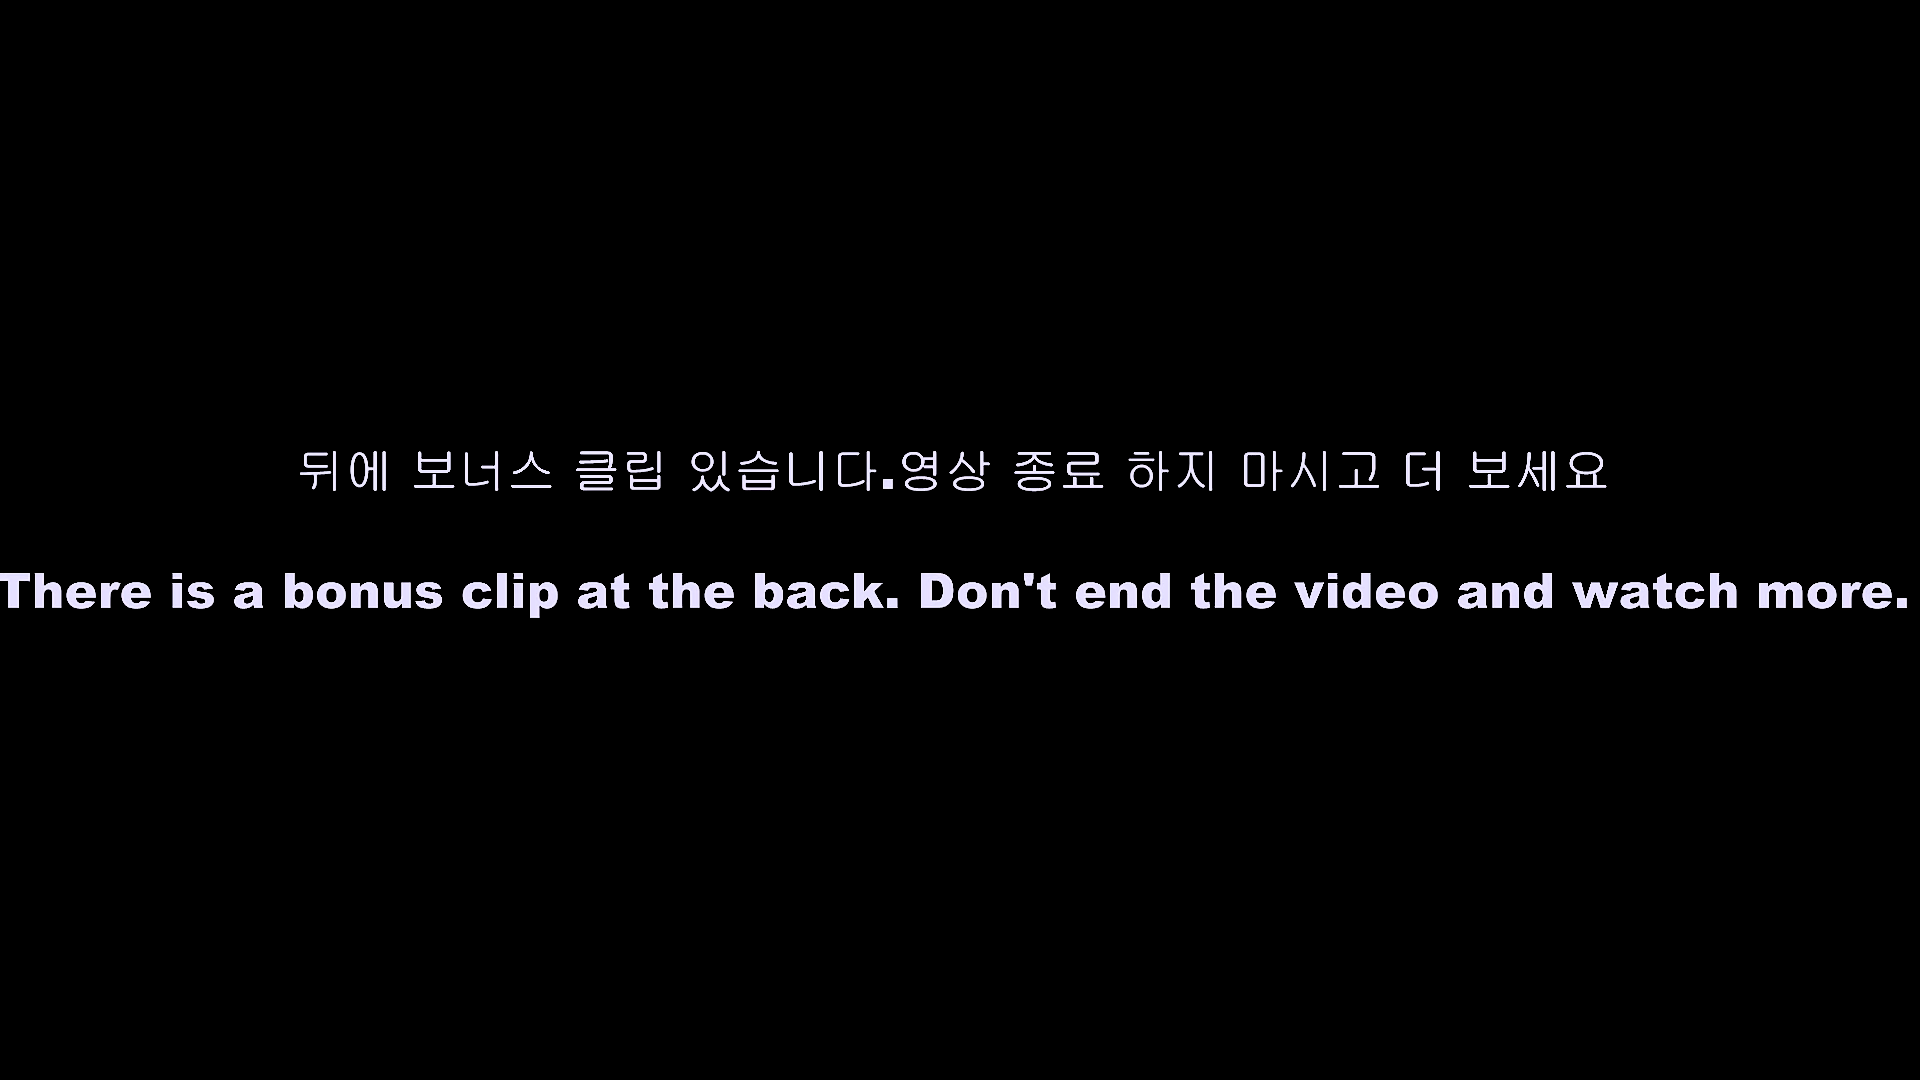 뒤에 보너스 클립 있습니다.영상 종료 하지 마시고 더 보세요
There is a bonus clip at the back. Don't end the video and watch more.